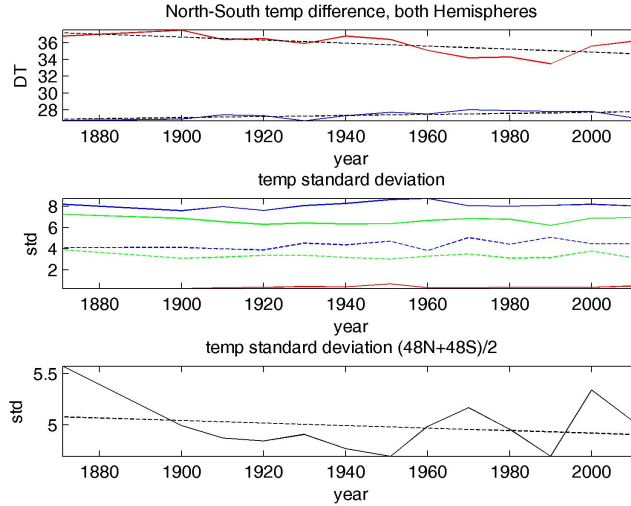 North-South temp difference, both Hemispheres
36
34
32
30
28
DT
1880 1900 1920 1940 1960 1980 2000
year
temp standard deviation
8
6
4
2
std
1880 1900 1920 1940 1960 1980 2000
year
temp standard deviation (48N+48S)/2
5.5
5
std
1880 1900 1920 1940 1960 1980 2000
year